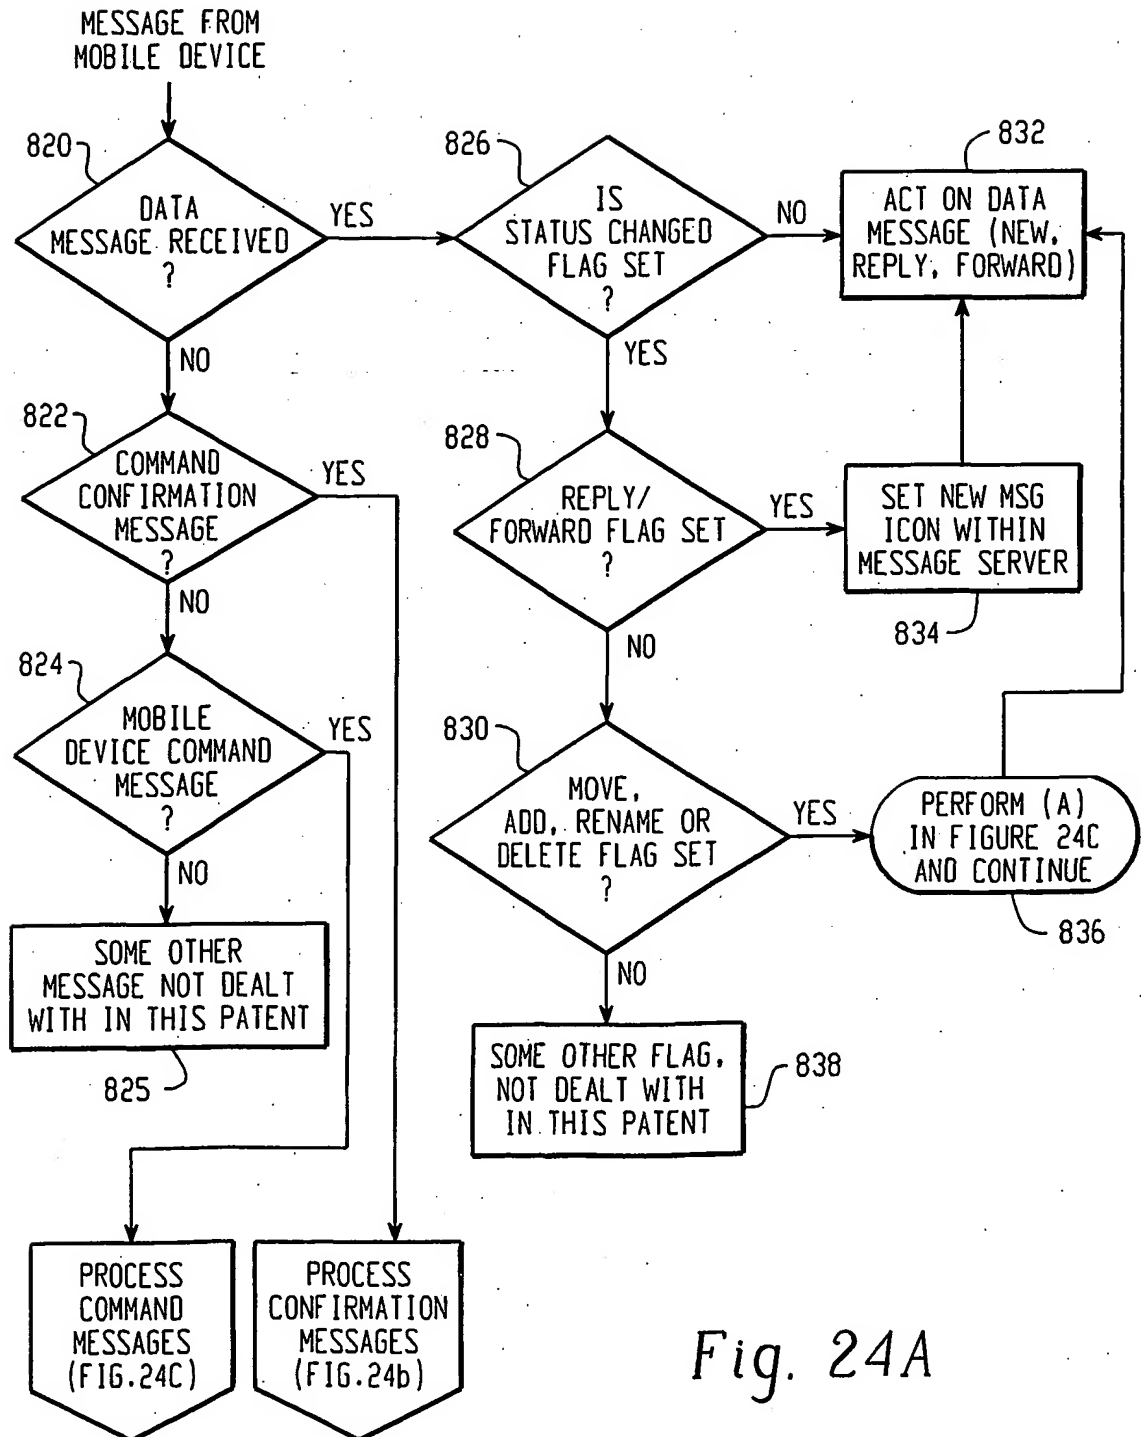 MESSAGE FROM
MOBILE DEVICE
820
DATA
MESSAGE RECEIVED
?
YES
NO
826
IS
STATUS CHANGED
FLAG SET
?
NO
YES
832
ACT ON DATA
MESSAGE (NEW,
REPLY, FORWARD)
822
COMMAND
CONFIRMATION
MESSAGE
?
YES
NO
828
REPLY/
FORWARD FLAG SET
?
YES
NO
SET NEW MSG
ICON WITHIN
MESSAGE SERVER
834
824
MOBILE
DEVICE COMMAND
MESSAGE
?
YES
NO
830
MOVE,
ADD, RENAME OR
DELETE FLAG SET
?
YES
NO
PERFORM (A)
IN FIGURE 24C
AND CONTINUE
836
SOME OTHER
MESSAGE NOT DEALT
WITH IN THIS PATENT
825
SOME OTHER FLAG,
NOT DEALT WITH
IN THIS PATENT
838
PROCESS
COMMAND
MESSAGES
(FIG.24C)
PROCESS
CONFIRMATION
MESSAGES
(FIG.24b)
Fig. 24A